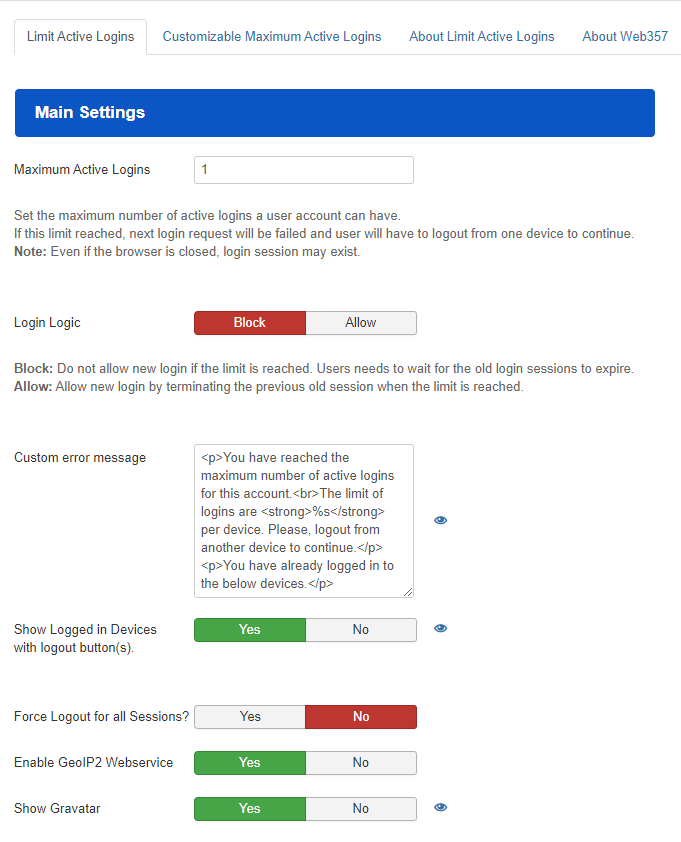 Limit Active Logins Customizable Maximum Active Logins About Limit Active Logins About Web357
Main Settings
Maximum Active Logins 1
Set the maximum number of active logins a user account can have.
If this limit reached, next login request will be failed and user will have to logout from one device to continue.
Note: Even if the browser is closed, login session may exist.
Login Logic Block Allow
Block: Do not allow new login if the limit is reached. Users needs to wait for the old login sessions to expire.
Allow: Allow new login by terminating the previous old session when the limit is reached.
Custom error message <p>You have reached the
maximum number of active logins
for this account.<br>The limit of
logins are <strong>%s</strong>
per device. Please, logout from
another device to continue.</p>
<p>You have already logged in to
the below devices.</p>
Show Logged in Devices Yes No
with logout button(s).
Force Logout for all Sessions? Yes No
Enable GeoIP2 Webservice Yes No
Show Gravatar Yes No